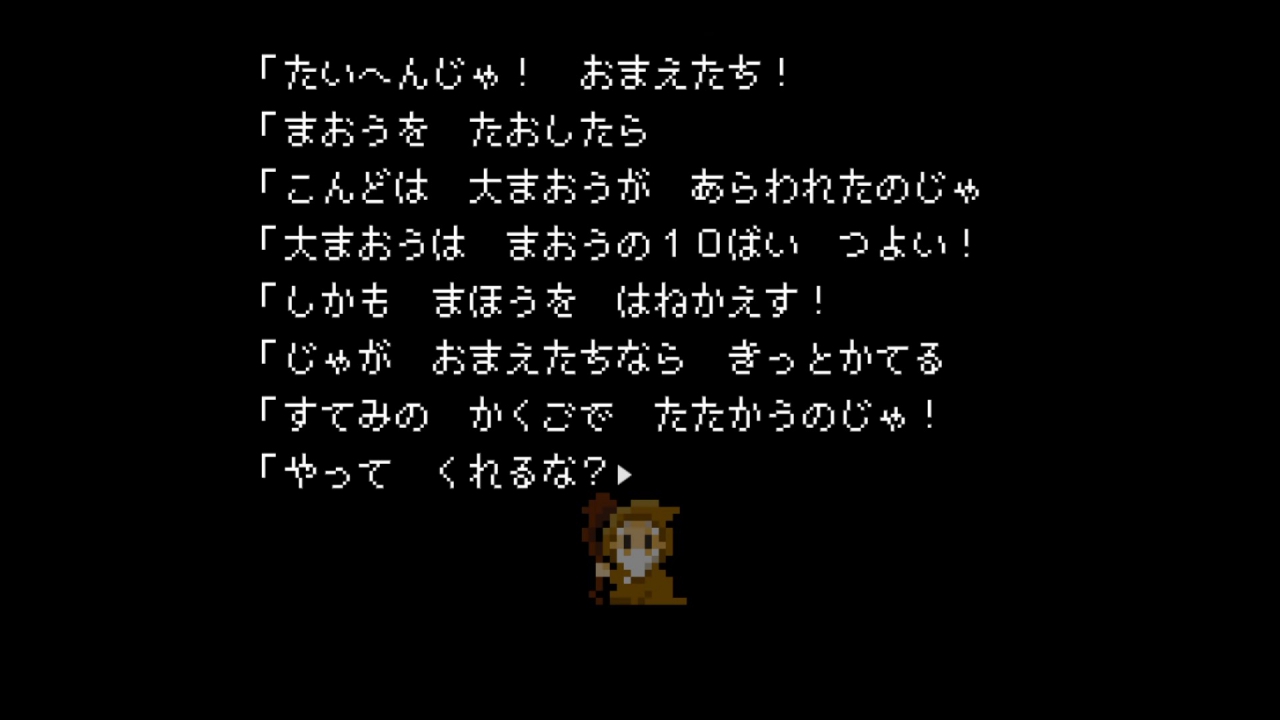 「たいへんじゃ！　おまえたち！
「まおうを　たおしたら
「こんどは　大まおうが　あらわれたのじゃ
「大まおうは　まおうの１０ばい　つよい！
「しかも　まほうを　はねかえす！
「じゃが　おまえたちなら　きっとかてる
「すてみの　かくごで　たたかうのじゃ！
「やって　くれるな？